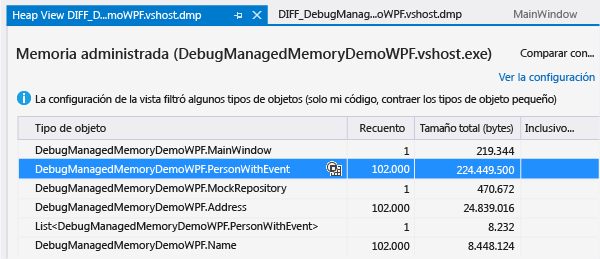 Heap View DIFF_D...moWPF.vshost.dmp DIFF_DebugManag...oWPF.vshost.dmp MainWindow
Memoria administrada (DebugManagedMemoryDemoWPF.vshost.exe) Comparar con...
Ver la configuración
La configuración de la vista filtró algunos tipos de objetos (solo mi código, contraer los tipos de objeto pequeño)
Tipo de objeto Recuento Tamaño total (bytes) Inclusivo...
DebugManagedMemoryDemoWPF.MainWindow 1 219.344
DebugManagedMemoryDemoWPF.PersonWithEvent 102.000 224.449.500
DebugManagedMemoryDemoWPF.MockRepository 1 470.672
DebugManagedMemoryDemoWPF.Address 102.000 24.839.016
List<DebugManagedMemoryDemoWPF.PersonWithEvent> 1 8.232
DebugManagedMemoryDemoWPF.Name 102.000 8.448.124